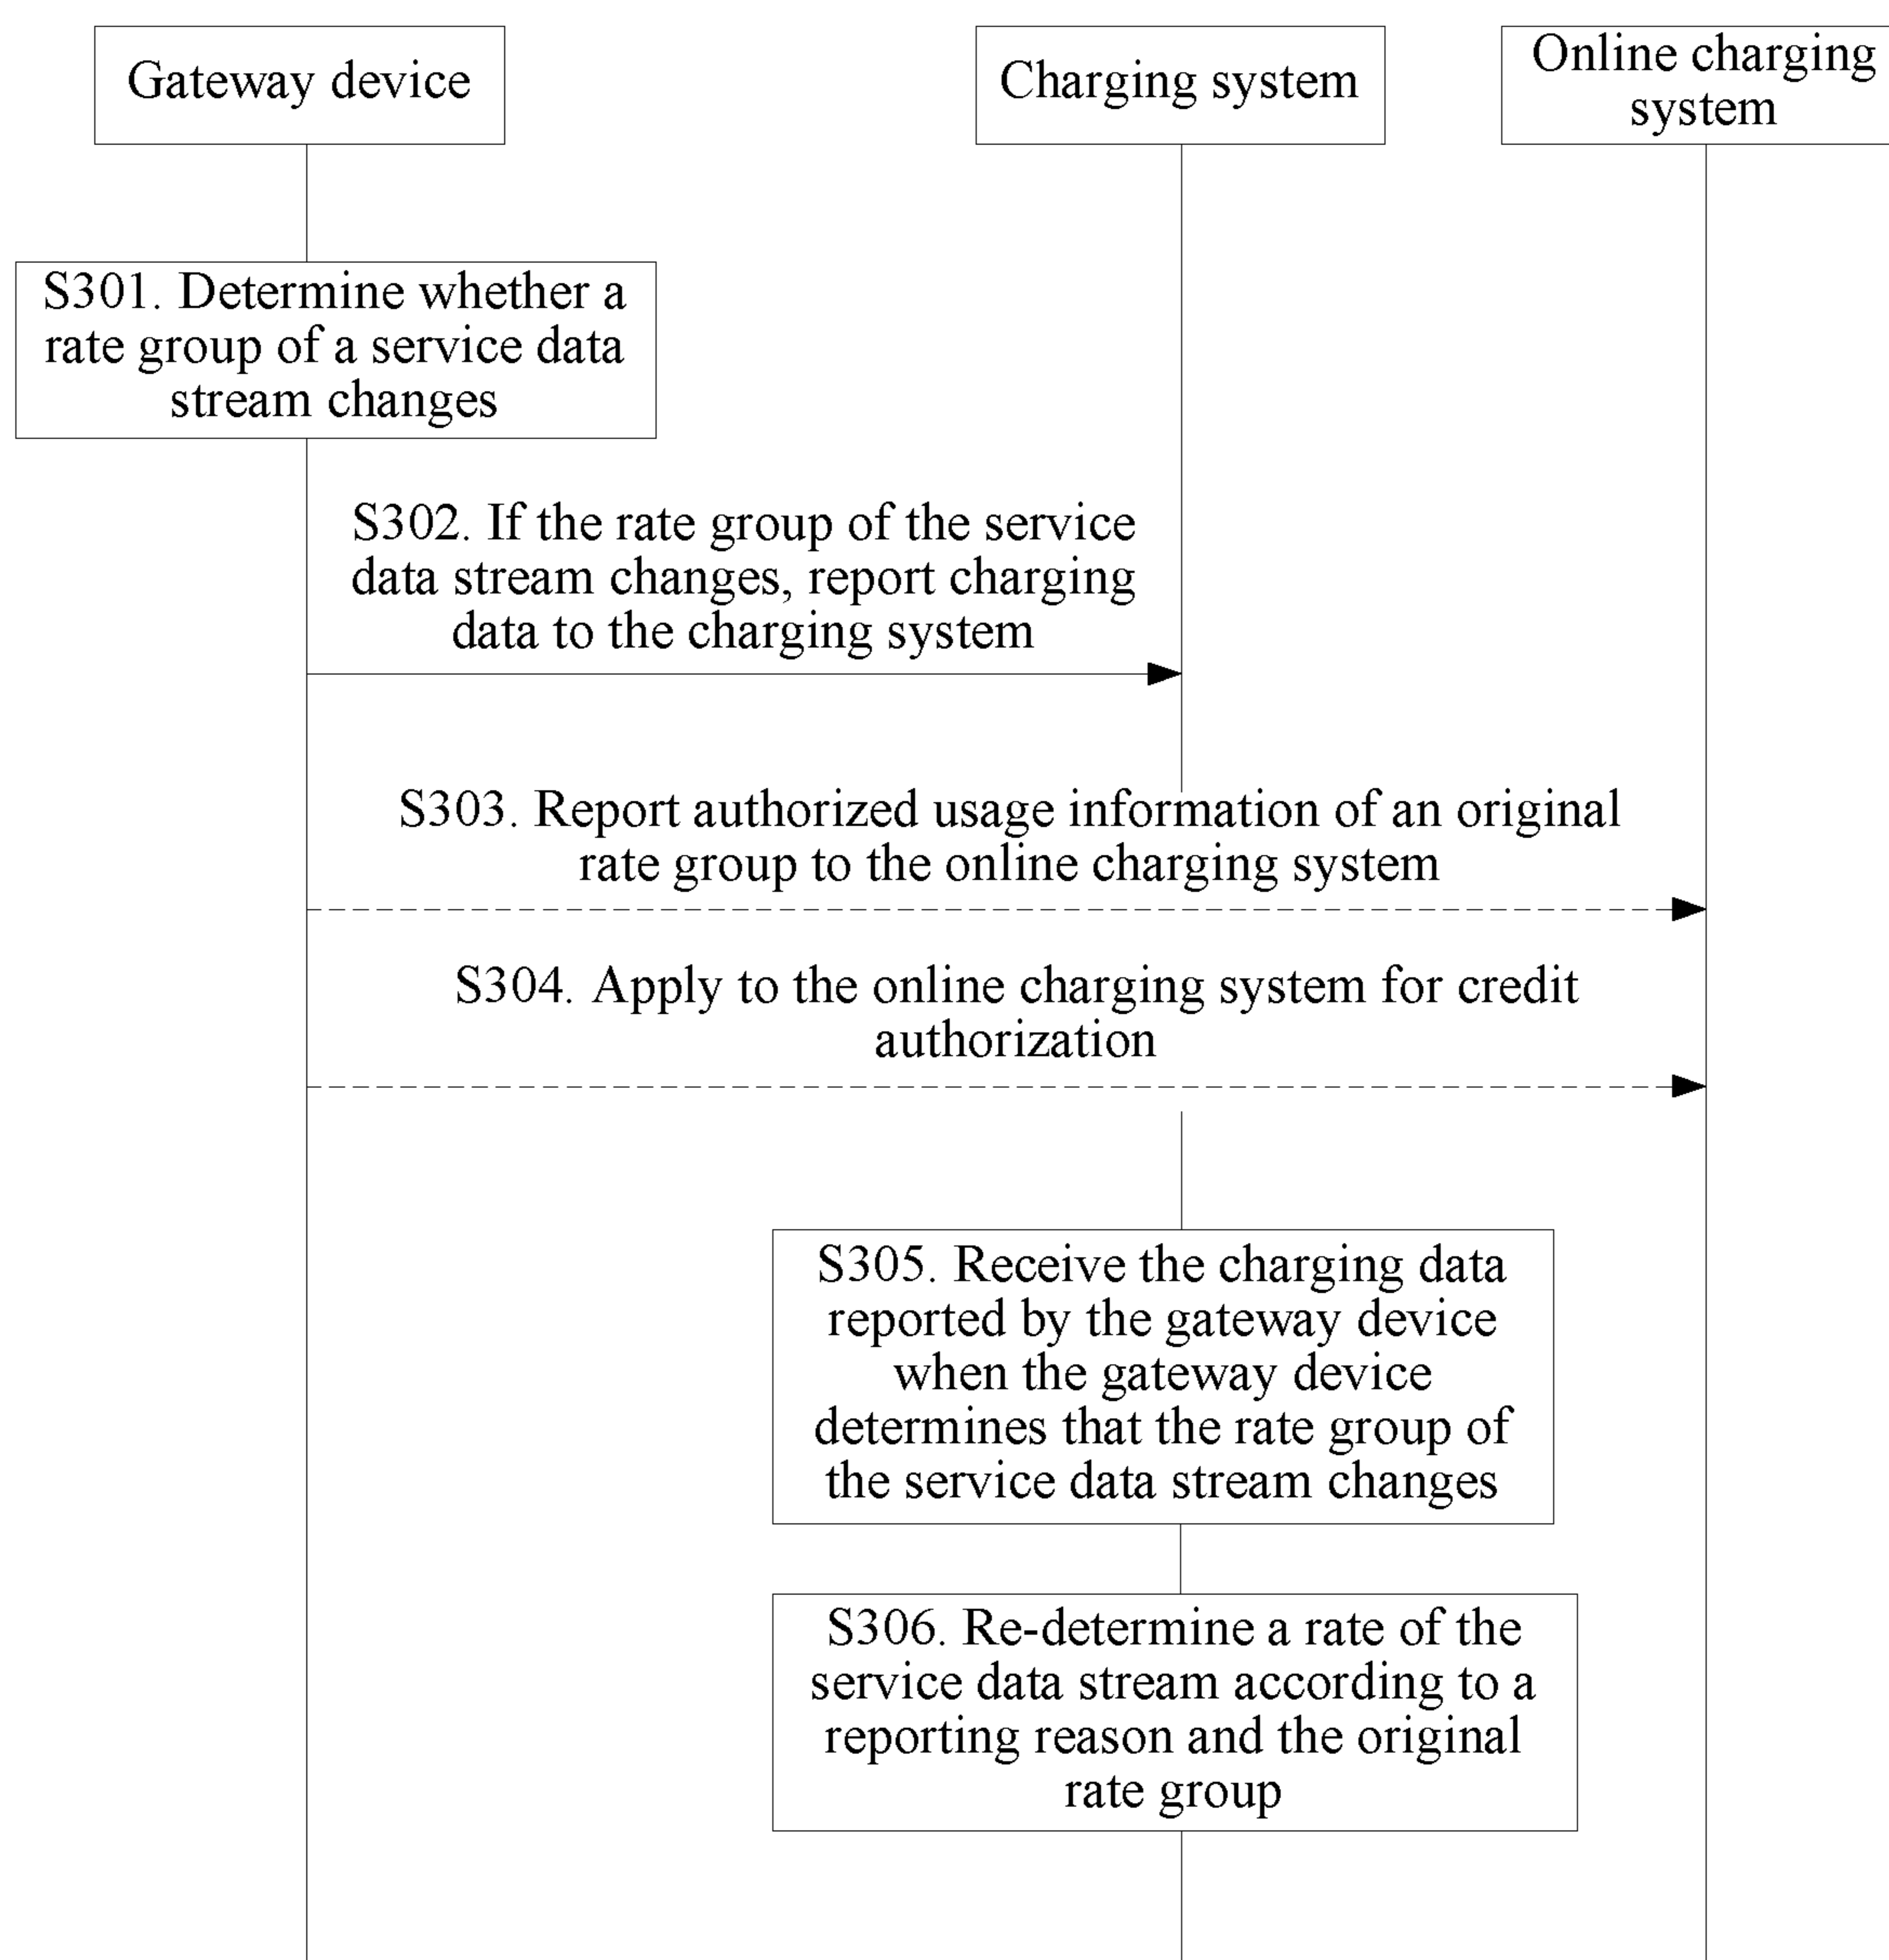 Gateway device
Charging system
Online charging
system
S301. Determine whether a
rate group of a service data
stream changes
S302. If the rate group of the service
data stream changes, report charging
data to the charging system
S303. Report authorized usage information of an original
rate group to the online charging system
S304. Apply to the online charging system for credit
authorization
S305. Receive the charging data
reported by the gateway device
when the gateway device
determines that the rate group of
the service data stream changes
S306. Re-determine a rate of the
service data stream according to a
reporting reason and the original
rate group